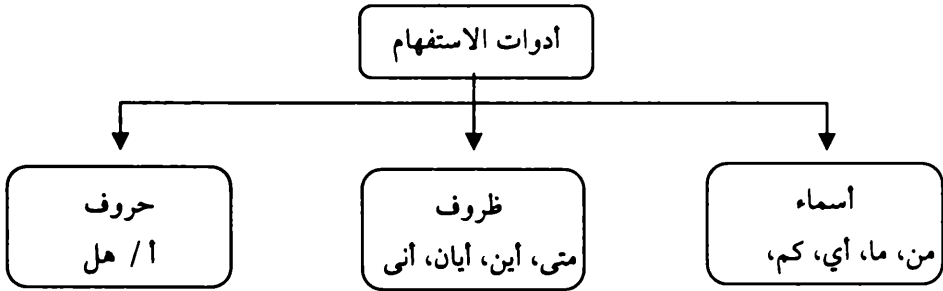 أدوات الاستفهام
أسماء
من، ما، أي، كم،
ظروف
متى، أين، أيان، أنى
حروف
أ / هل